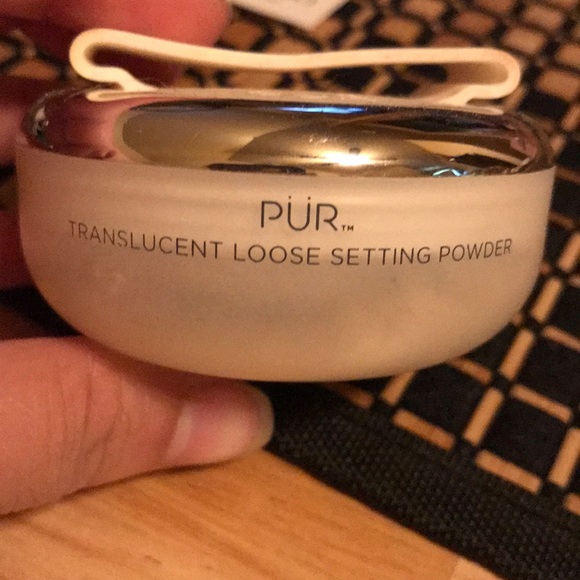 PÜR™
TRANSLUCENT LOOSE SETTING POWDER